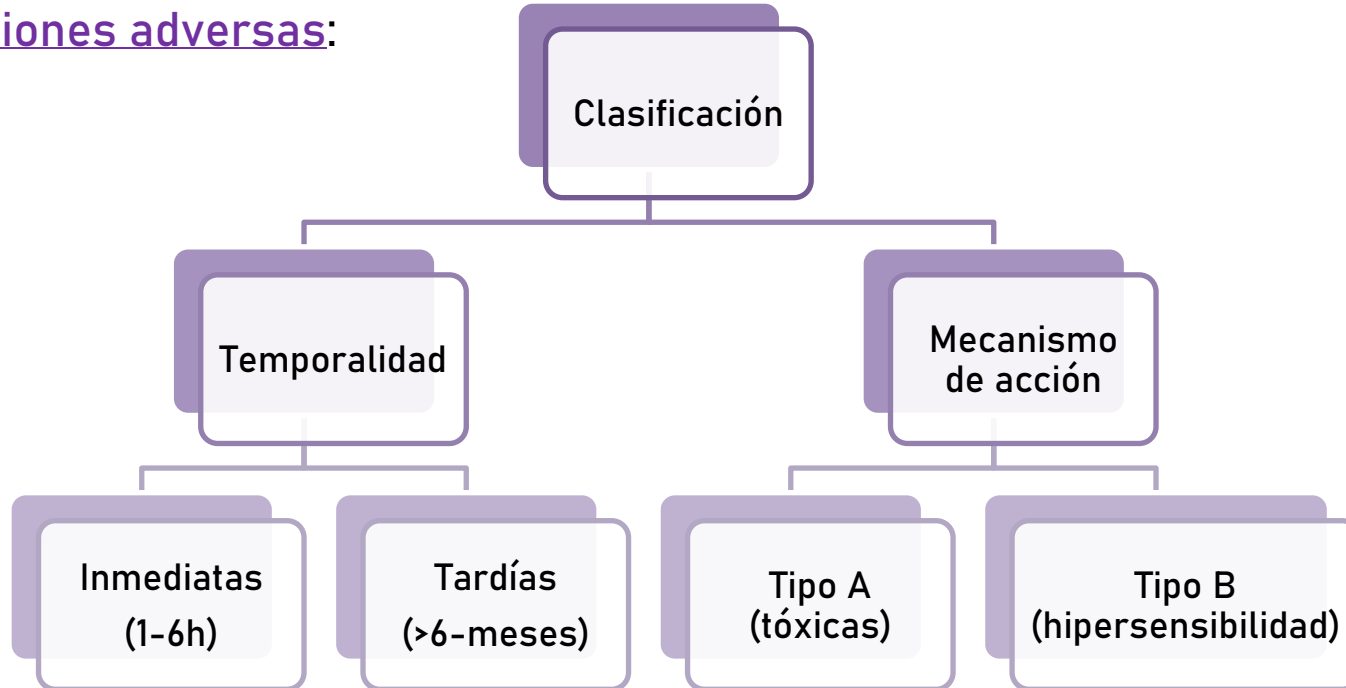 iones adversas:
Clasificación
Temporalidad
Mecanismo
de acción
Inmediatas
(1-6h)
Tardías
(>6-meses)
Tipo A
(tóxicas)
Tipo B
(hipersensibilidad)